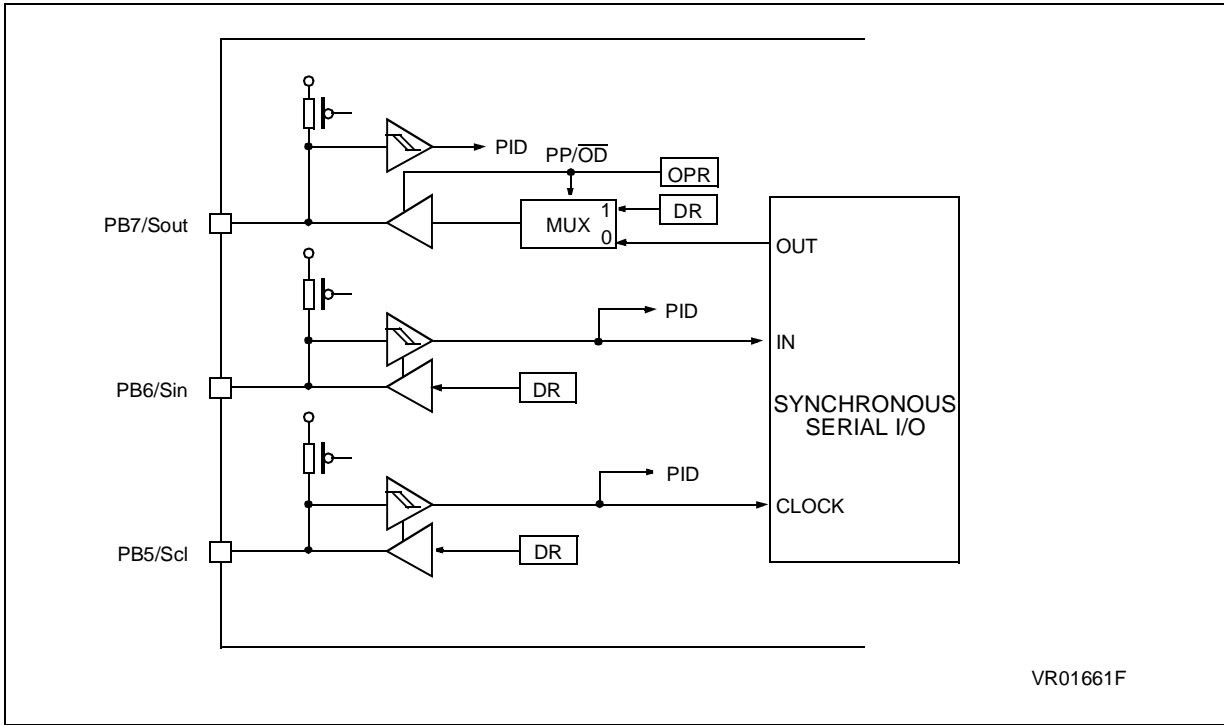 PID
PP/OD
OPR
PB7/Sout
MUX
1
0
DR
OUT
PID
IN
PB6/Sin
DR
SYNCHRONOUS
SERIAL I/O
PID
CLOCK
PB5/Scl
DR
VR01661F